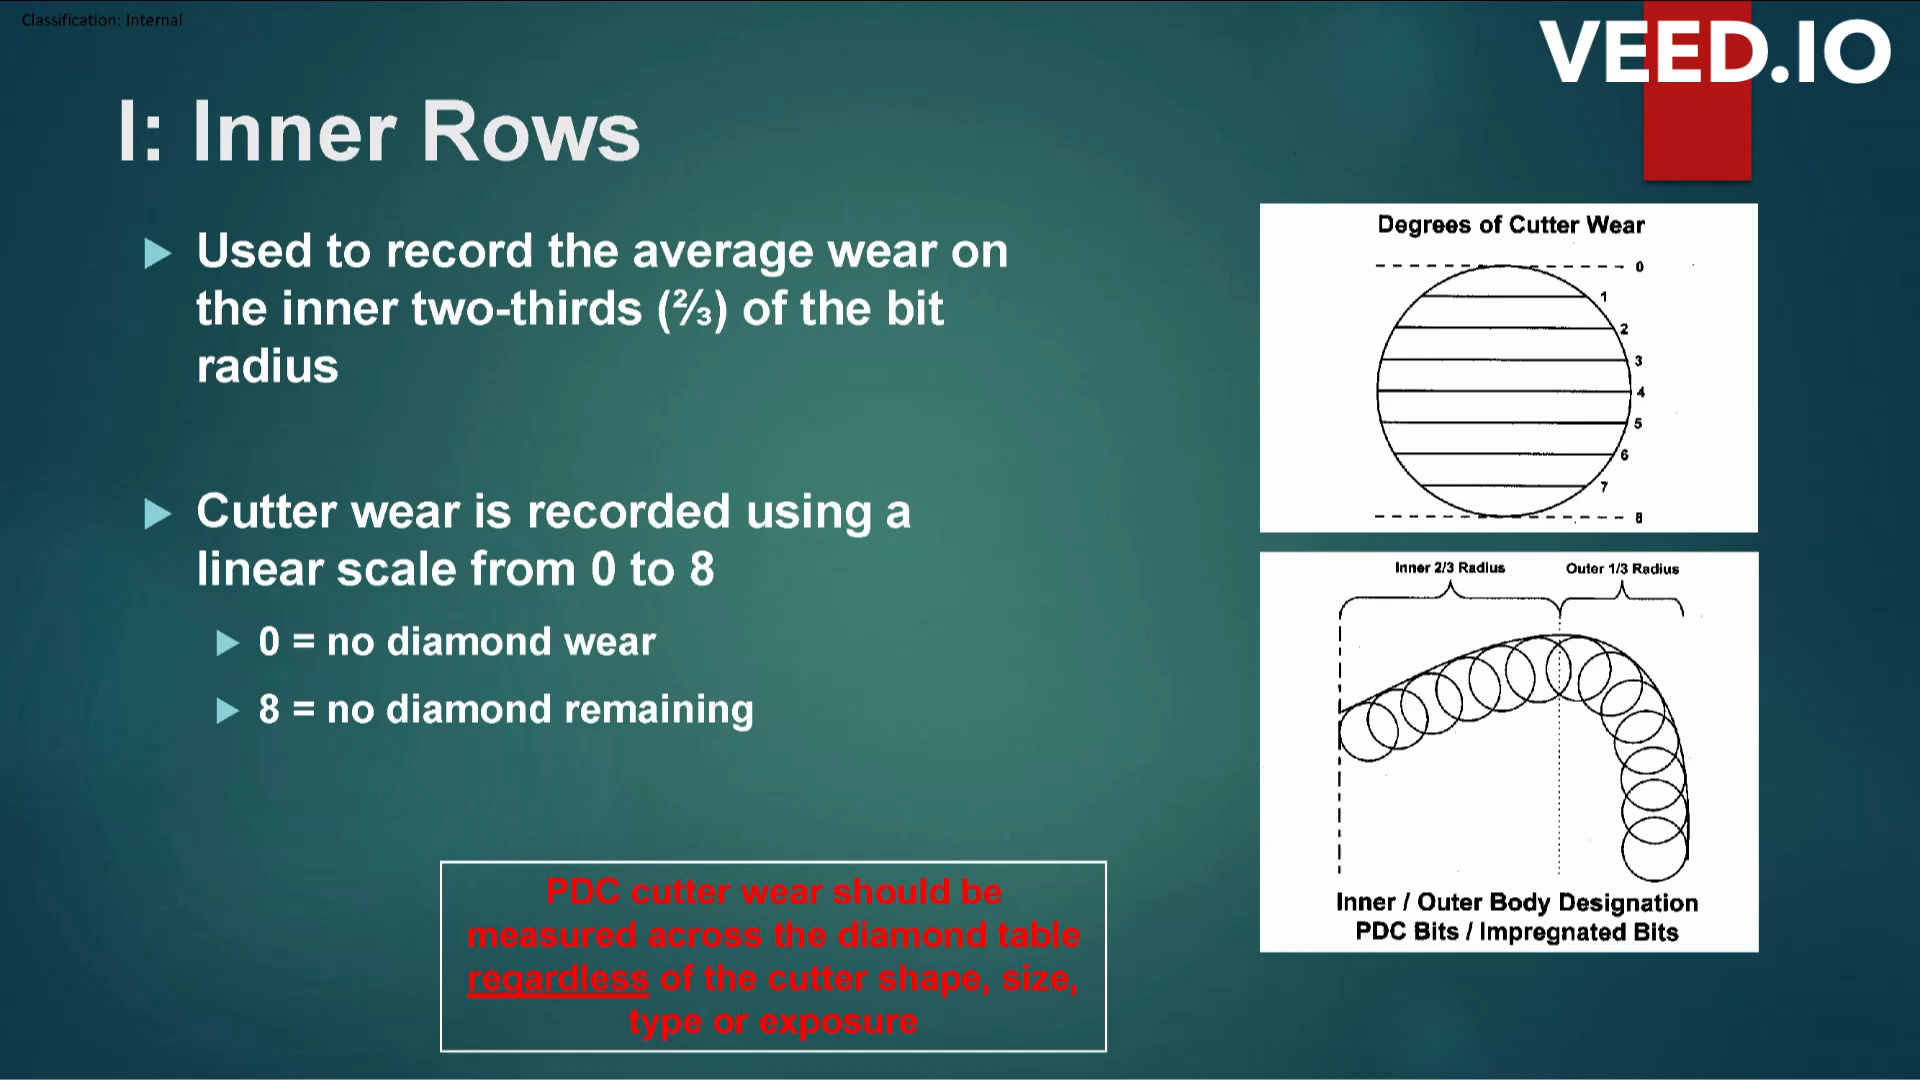 Classification: Internal
VEED.IO
I: Inner Rows
Used to record the average wear on
the inner two-thirds (⅔) of the bit
radius
Cutter wear is recorded using a
linear scale from 0 to 8
0 = no diamond wear
8 = no diamond remaining
PDC cutter wear should be
measured across the diamond table
regardless of the cutter shape, size,
type or exposure
Degrees of Cutter Wear
0
1
2
3
4
5
6
7
8
Inner 2/3 Radius
Outer 1/3 Radius
Inner / Outer Body Designation
PDC Bits / Impregnated Bits